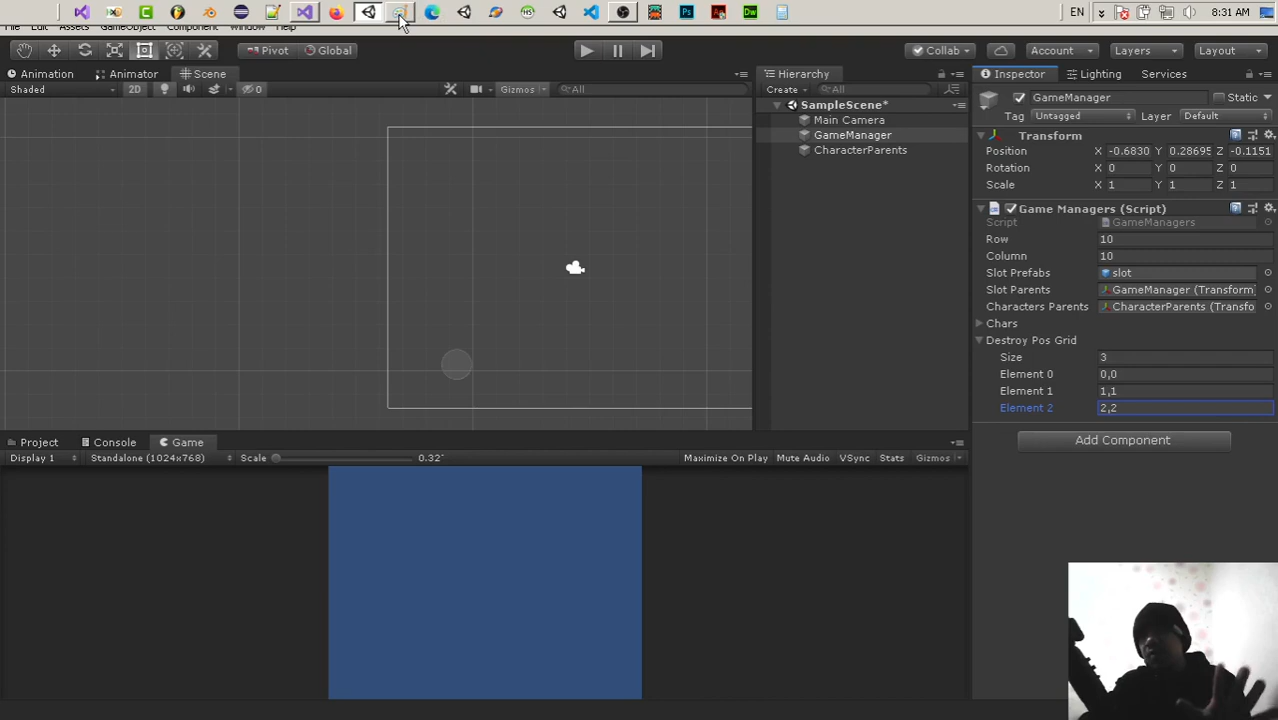 EN
8:31 AM
File Edit Assets GameObject Component Window Help
Pivot Global Collab Account Layers Layout
Animation Animator Scene
Shaded 2D 0 Gizmos All
Hierarchy
Create All
SampleScene*
Main Camera
GameManager
CharacterParents
Inspector Lighting Services
GameManager Static
Tag Untagged Layer Default
Transform
Position X -0.6830 Y 0.28695 Z -0.1151
Rotation X 0 Y 0 Z 0
Scale X 1 Y 1 Z 1
Game Managers (Script)
Script GameManagers
Row 10
Column 10
Slot Prefabs slot
Slot Parents GameManager (Transform)
Characters Parents CharacterParents (Transfo
Chars
Destroy Pos Grid
Size 3
Element 0 0,0
Element 1 1,1
Element 2 2,2
Add Component
Project Console Game
Display 1 Standalone (1024x768) Scale 0.32 Maximize On Play Mute Audio VSync Stats Gizmos